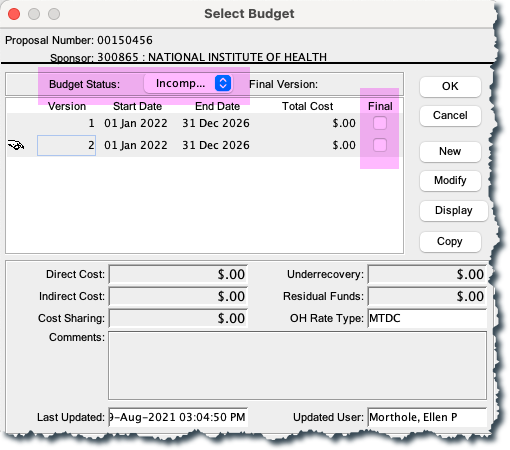 Select Budget
Proposal Number: 00150456
Sponsor: 300865 : NATIONAL INSTITUTE OF HEALTH
Budget Status: Incomp... Final Version:
OK
Version Start Date End Date Total Cost Final
1 01 Jan 2022 31 Dec 2026 $.00
Cancel
2 01 Jan 2022 31 Dec 2026 $.00
New
Modify
Display
Copy
Direct Cost: $.00 Underrecovery: $.00
Indirect Cost: $.00 Residual Funds: $.00
Cost Sharing: $.00 OH Rate Type: MTDC
Comments:
Last Updated: 9-Aug-2021 03:04:50 PM Updated User: Morthole, Ellen P